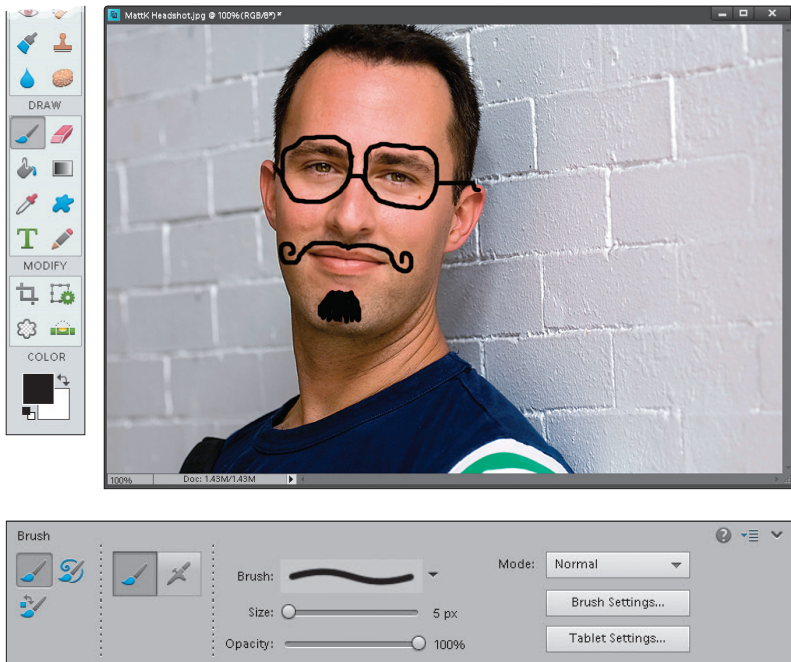 MattK Headshot.jpg @ 100% (RGB/8*) *
DRAW
T
MODIFY
COLOR
100%
Doc: 1.43M/1.43M
Brush
?
Brush:
Mode:
Normal
Size:
5 px
Brush Settings...
Opacity:
100%
Tablet Settings...